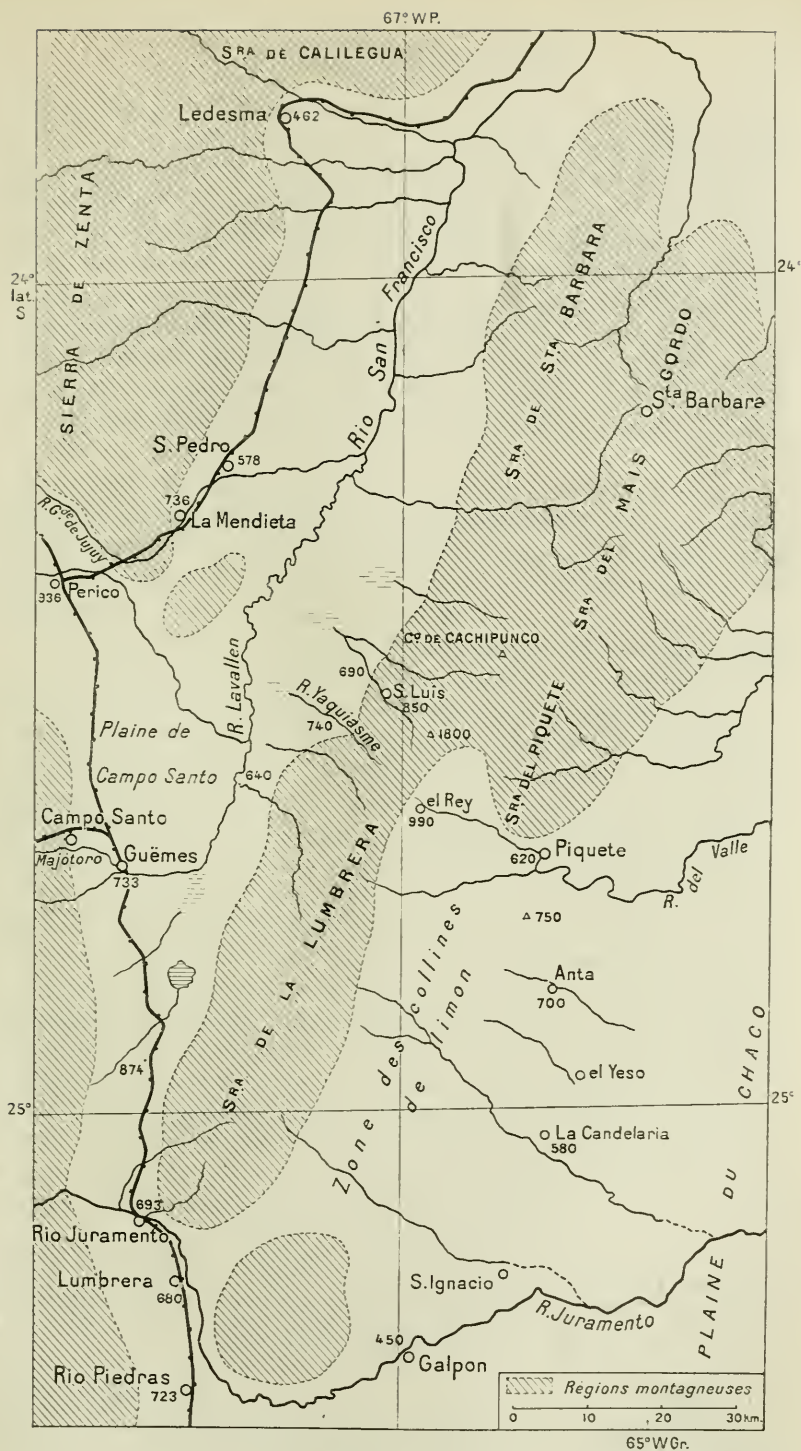 67° W P.
SRA DE CALILEGUA
Ledesma
462
SIERRA DE ZENTA
24°
lat.
S
24°
Rio San Francisco
SRA DE STA BARBARA
SRA DEL MAIS GORDO
Sta Barbara
S. Pedro
578
736
La Mendieta
R. Gde de Jujuy
936
Perico
R. Lavallen
Co. DE CACHIPUNCO
690
S. Luis
850
R. Yaquiasme
740
1800
SRA DEL PIQUETE
Plaine de
Campo Santo
640
el Rey
990
Campo Santo
Majotoro
Guëmes
733
620
Piquete
R. del Valle
SRA DE LA LUMBRERA
750
Anta
700
Zone des collines
de limon
874
el Yeso
25°
25°
La Candelaria
580
PLAINE DU CHACO
693
Rio Juramento
Lumbrera
680
S. Ignacio
R. Juramento
450
Galpon
Rio Piedras
723
Régions montagneuses
0 10 20 30 km.
65° W Gr.